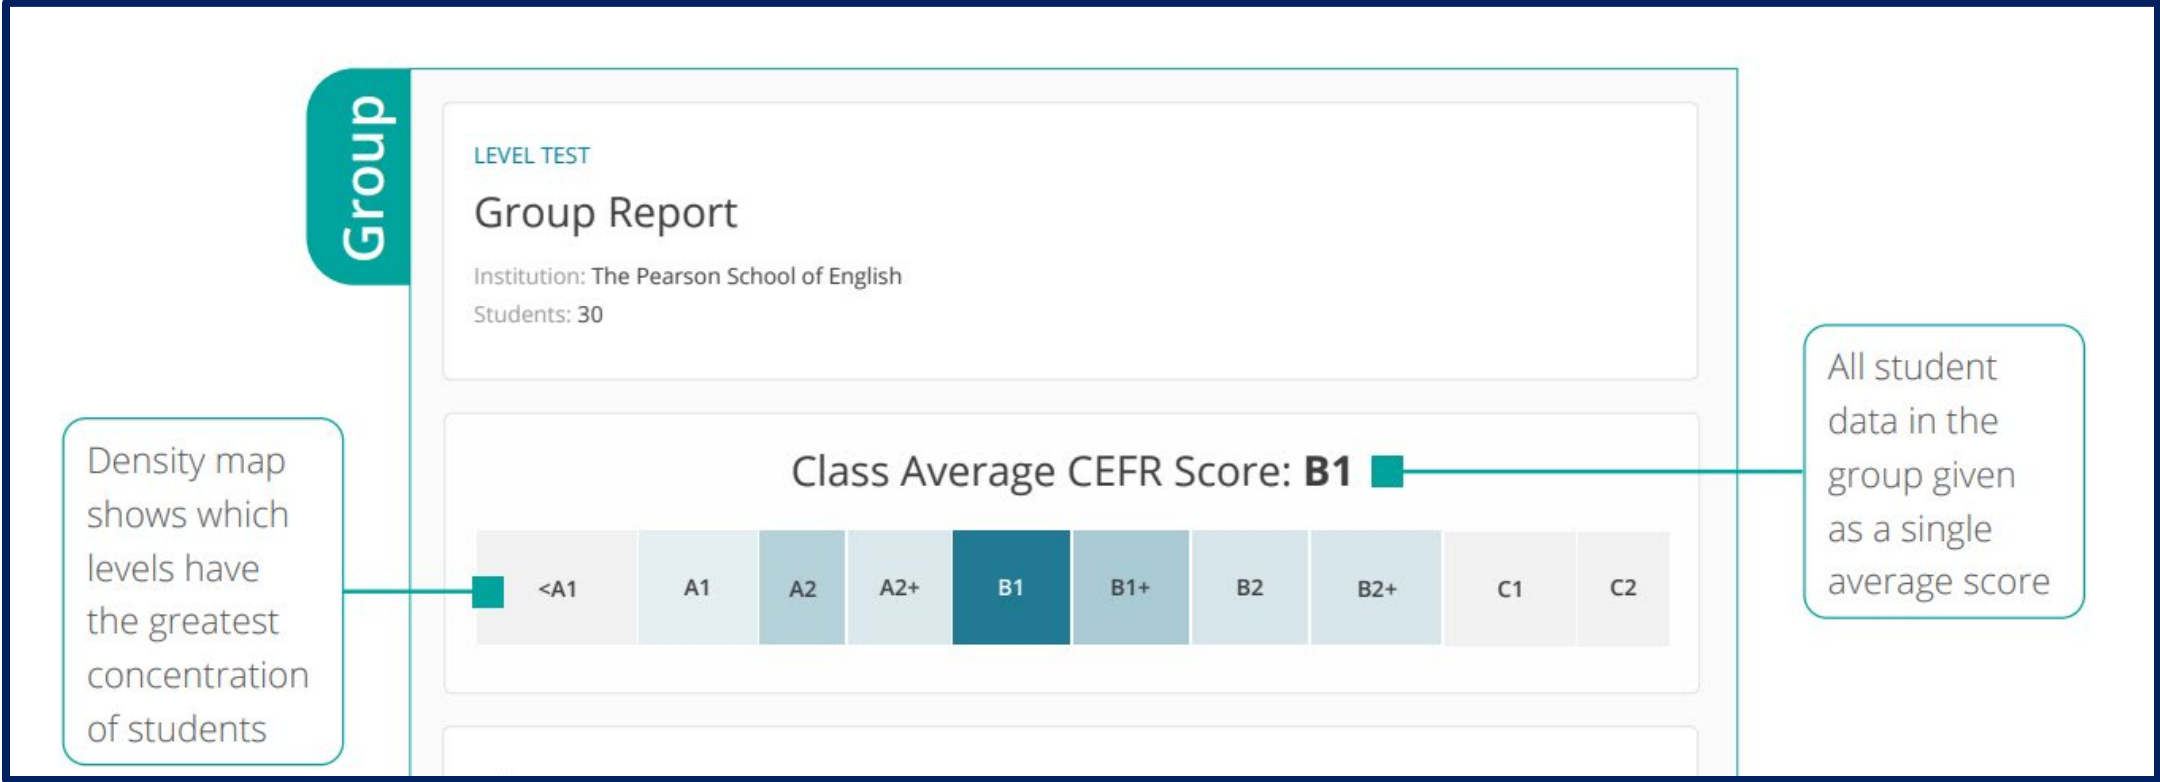 Group
LEVEL TEST
Group Report
Institution: The Pearson School of English
Students: 30
Class Average CEFR Score: B1
<A1 A1 A2 A2+ B1 B1+ B2 B2+ C1 C2
Density map
shows which
levels have
the greatest
concentration
of students
All student
data in the
group given
as a single
average score